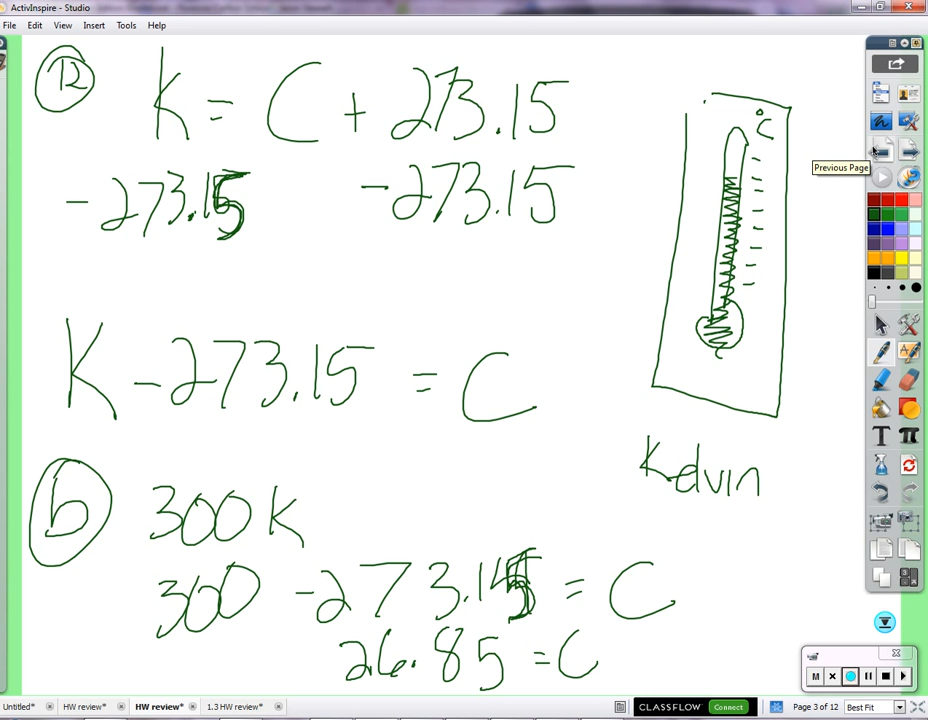 ActivInspire - Studio
File Edit View Insert Tools Help
12
K = C + 273.15
-273.15 -273.15
K - 273.15 = C
°C
Kelvin
b
300 K
300 - 273.15 = C
26.85 = C
Previous Page
T π
M
Untitled* HW review* HW review* 1.3 HW review*
CLASSFLOW Connect
Page 3 of 12
Best Fit